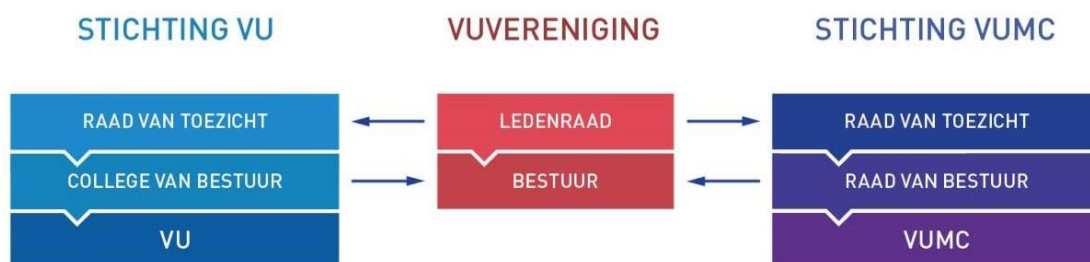 STICHTING VU
VUVERENIGING
STICHTING VUMC
RAAD VAN TOEZICHT
LEDENRAAD
RAAD VAN TOEZICHT
COLLEGE VAN BESTUUR
BESTUUR
RAAD VAN BESTUUR
VU
VUMC